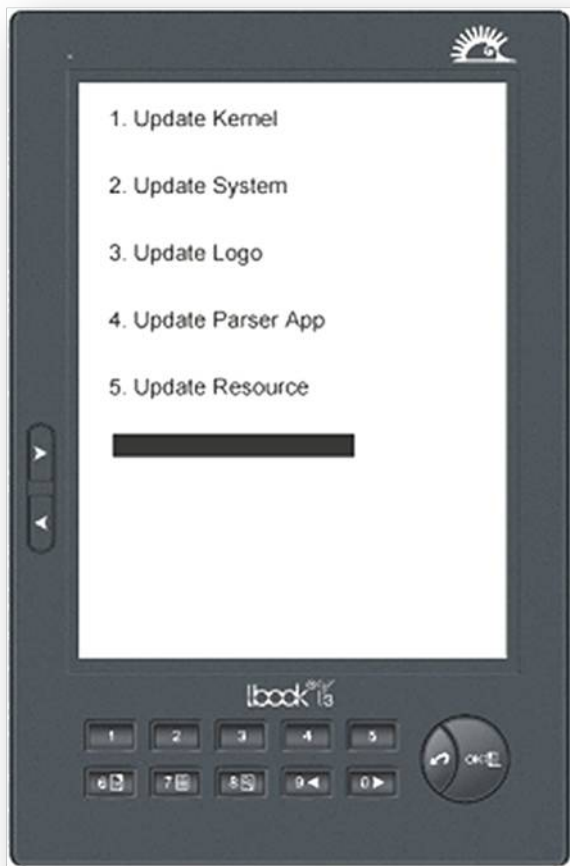 1. Update Kernel
2. Update System
3. Update Logo
4. Update Parser App
5. Update Resource
lbook
1 2 3 4 5
6 7 8 9 0
OK